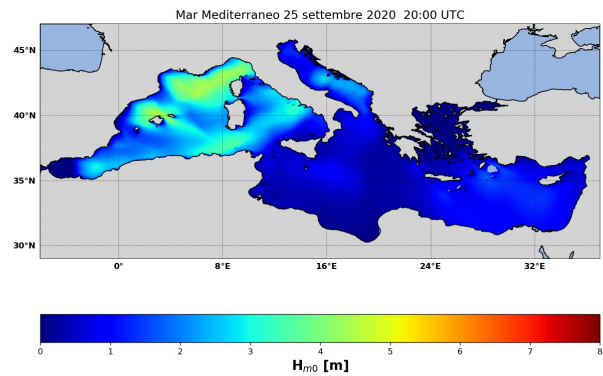 Mar Mediterraneo 25 settembre 2020 20:00 UTC
45°N
40°N
35°N
30°N
0° 8°E 16°E 24°E 32°E
0 1 2 3 4 5 6 7 8
Hm0 [m]